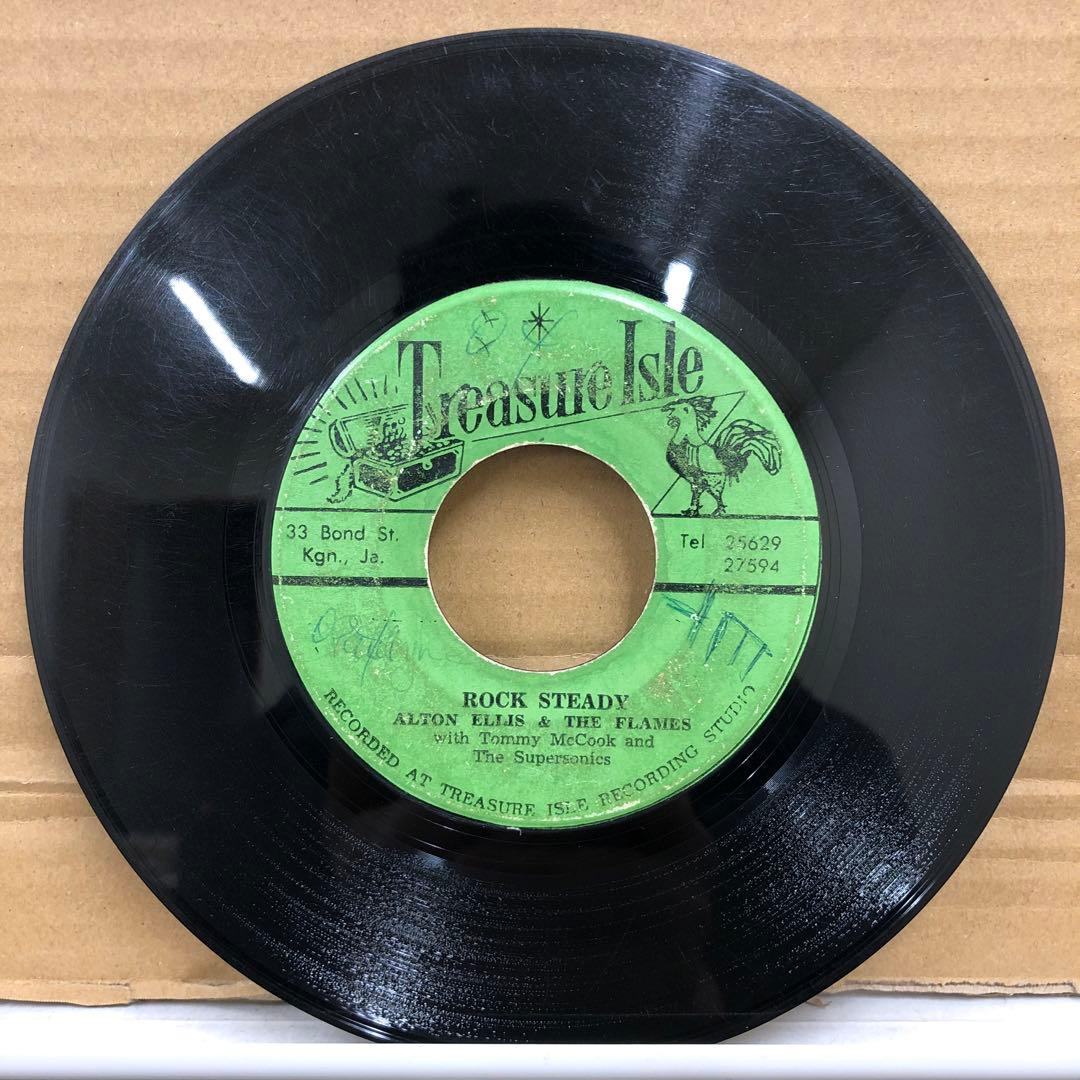 Treasure Isle
33 Bond St.
Kgn., Ja.
Tel 25629
27594
ROCK STEADY
ALTON ELLIS & THE FLAMES
with Tommy McCook and
The Supersonics
RECORDED AT TREASURE ISLE RECORDING STUDIO